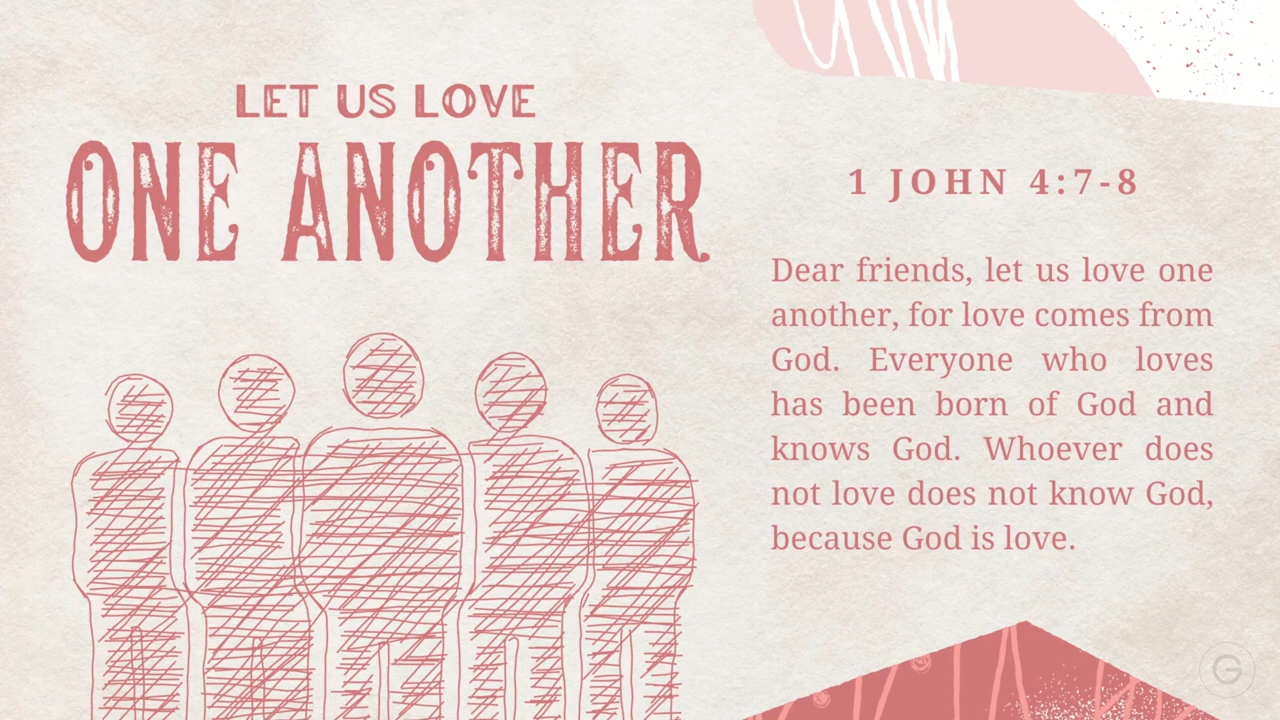 LET US LOVE
ONE ANOTHER
1 JOHN 4:7-8
Dear friends, let us love one
another, for love comes from
God. Everyone who loves
has been born of God and
knows God. Whoever does
not love does not know God,
because God is love.
G